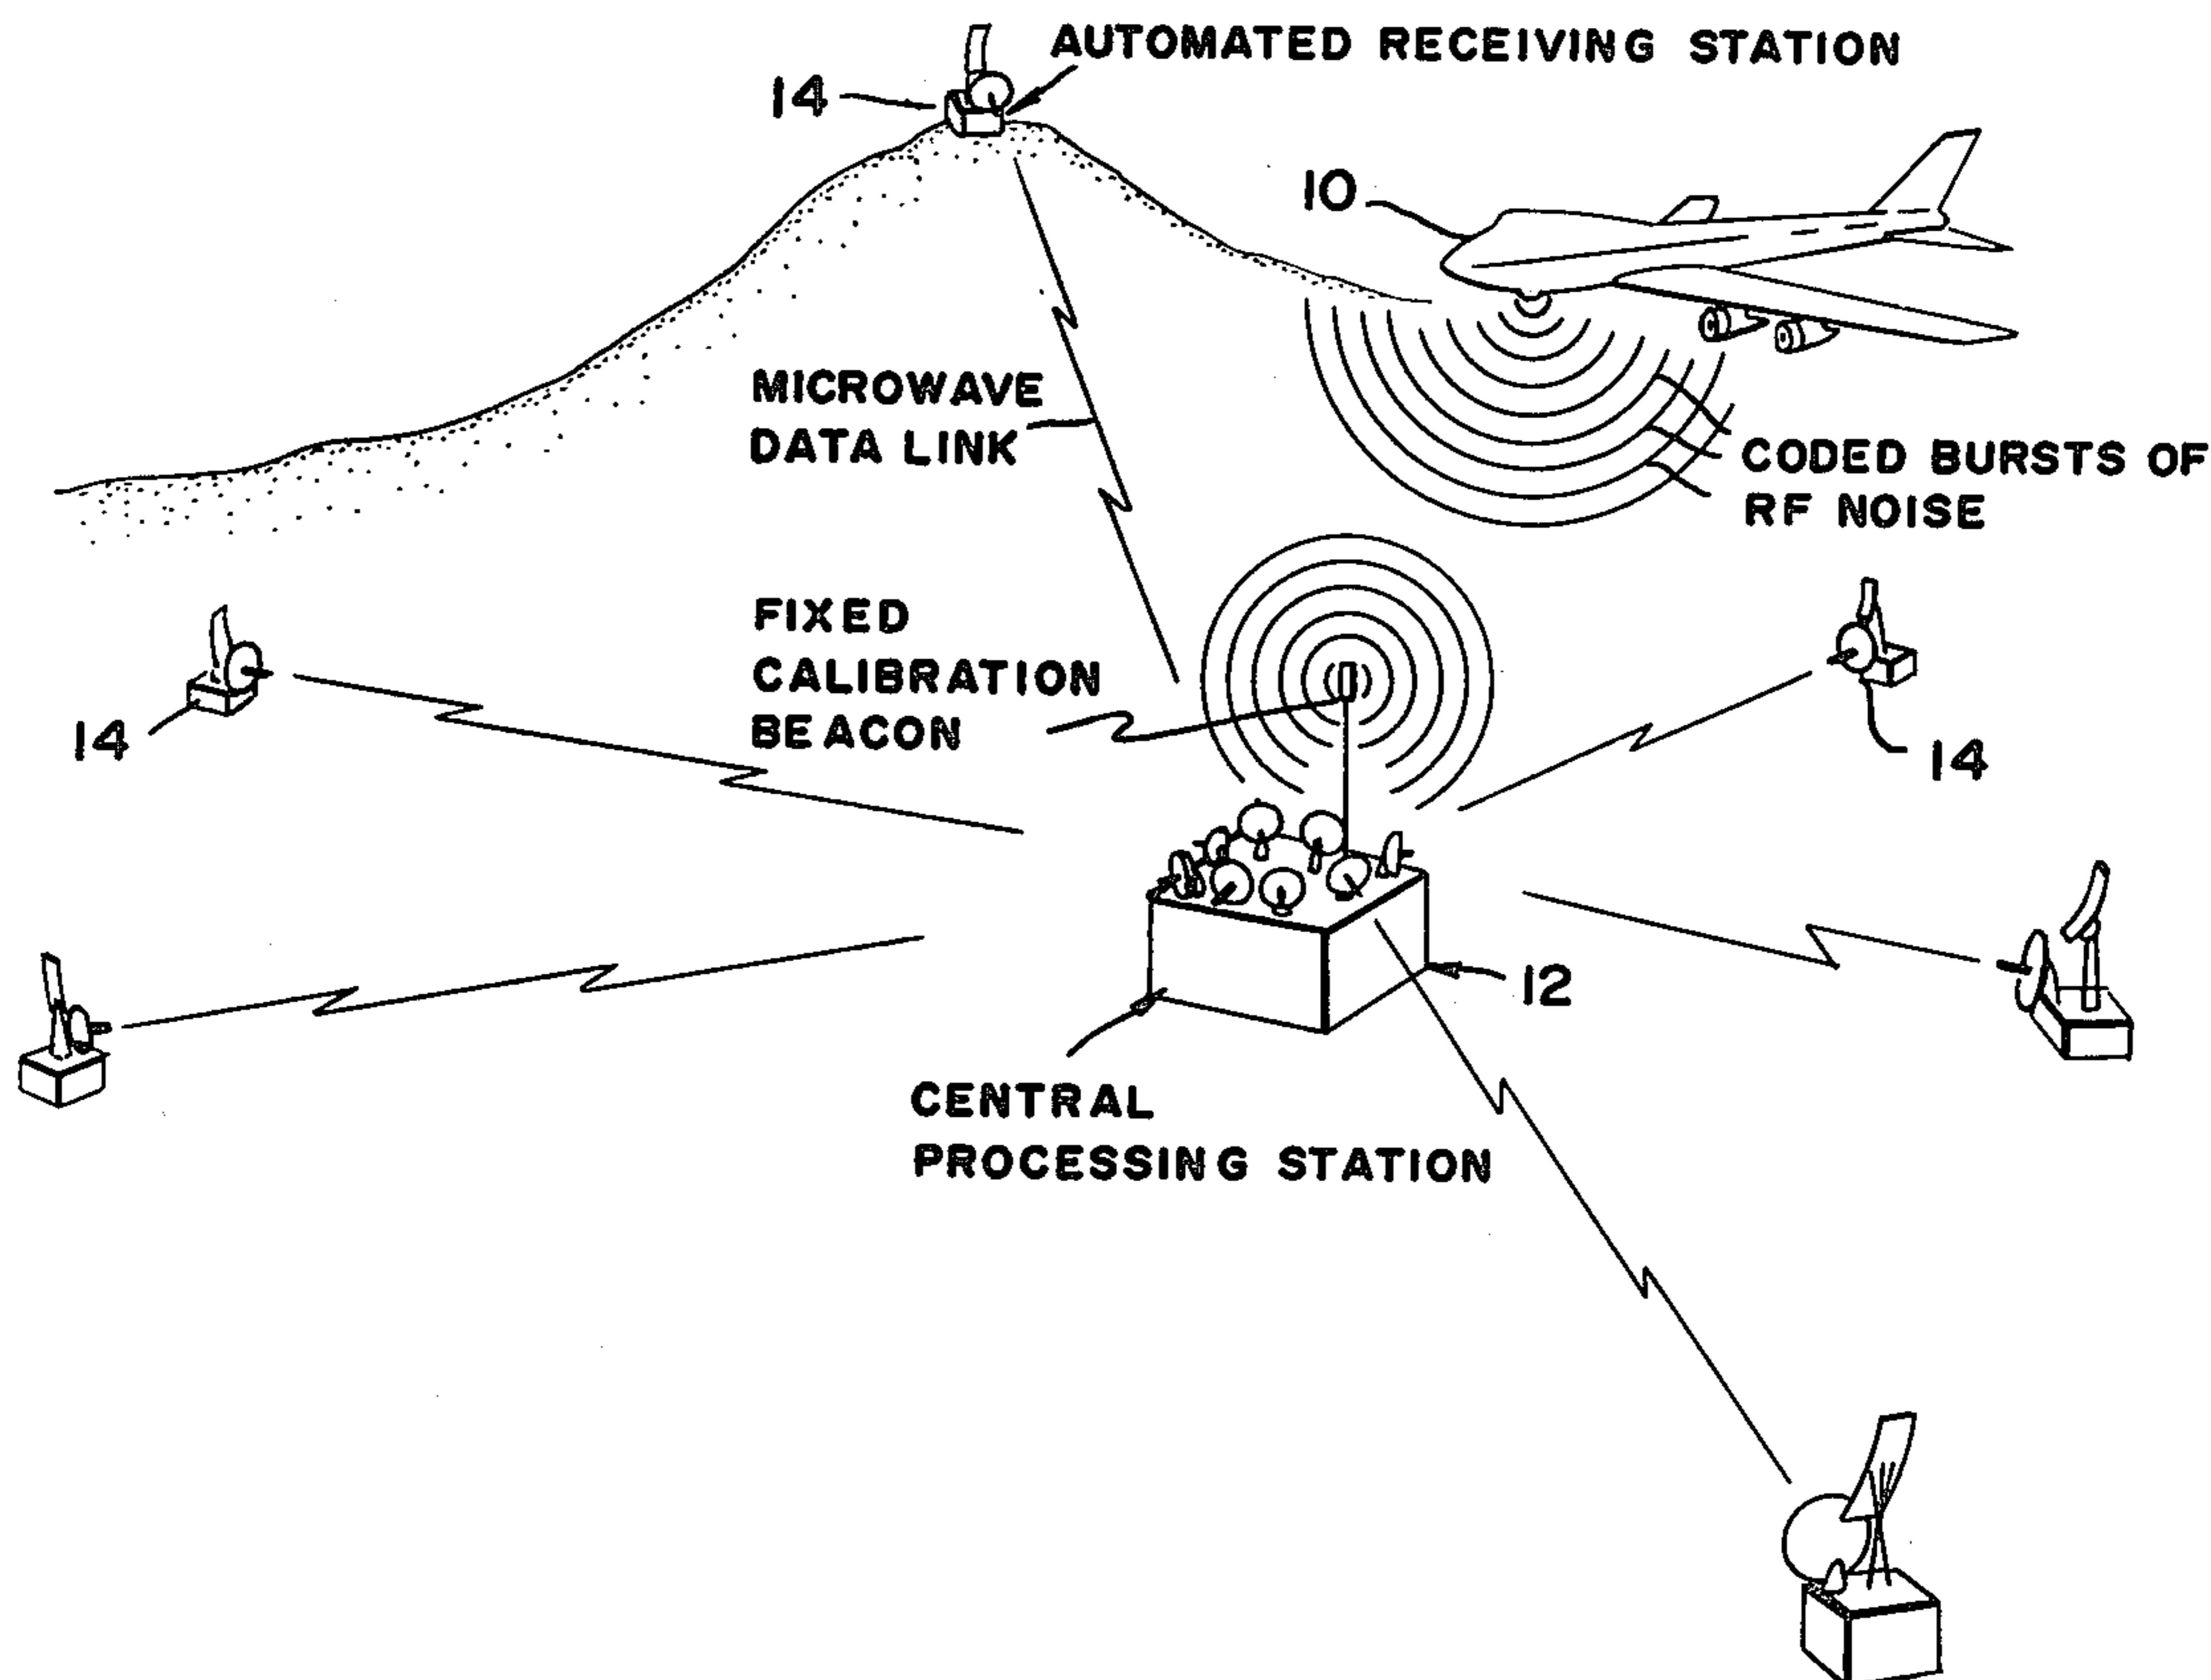 AUTOMATED RECEIVING STATION
14
10
MICROWAVE
DATA LINK
CODED BURSTS OF
RF NOISE
FIXED
CALIBRATION
BEACON
14
14
12
CENTRAL
PROCESSING STATION